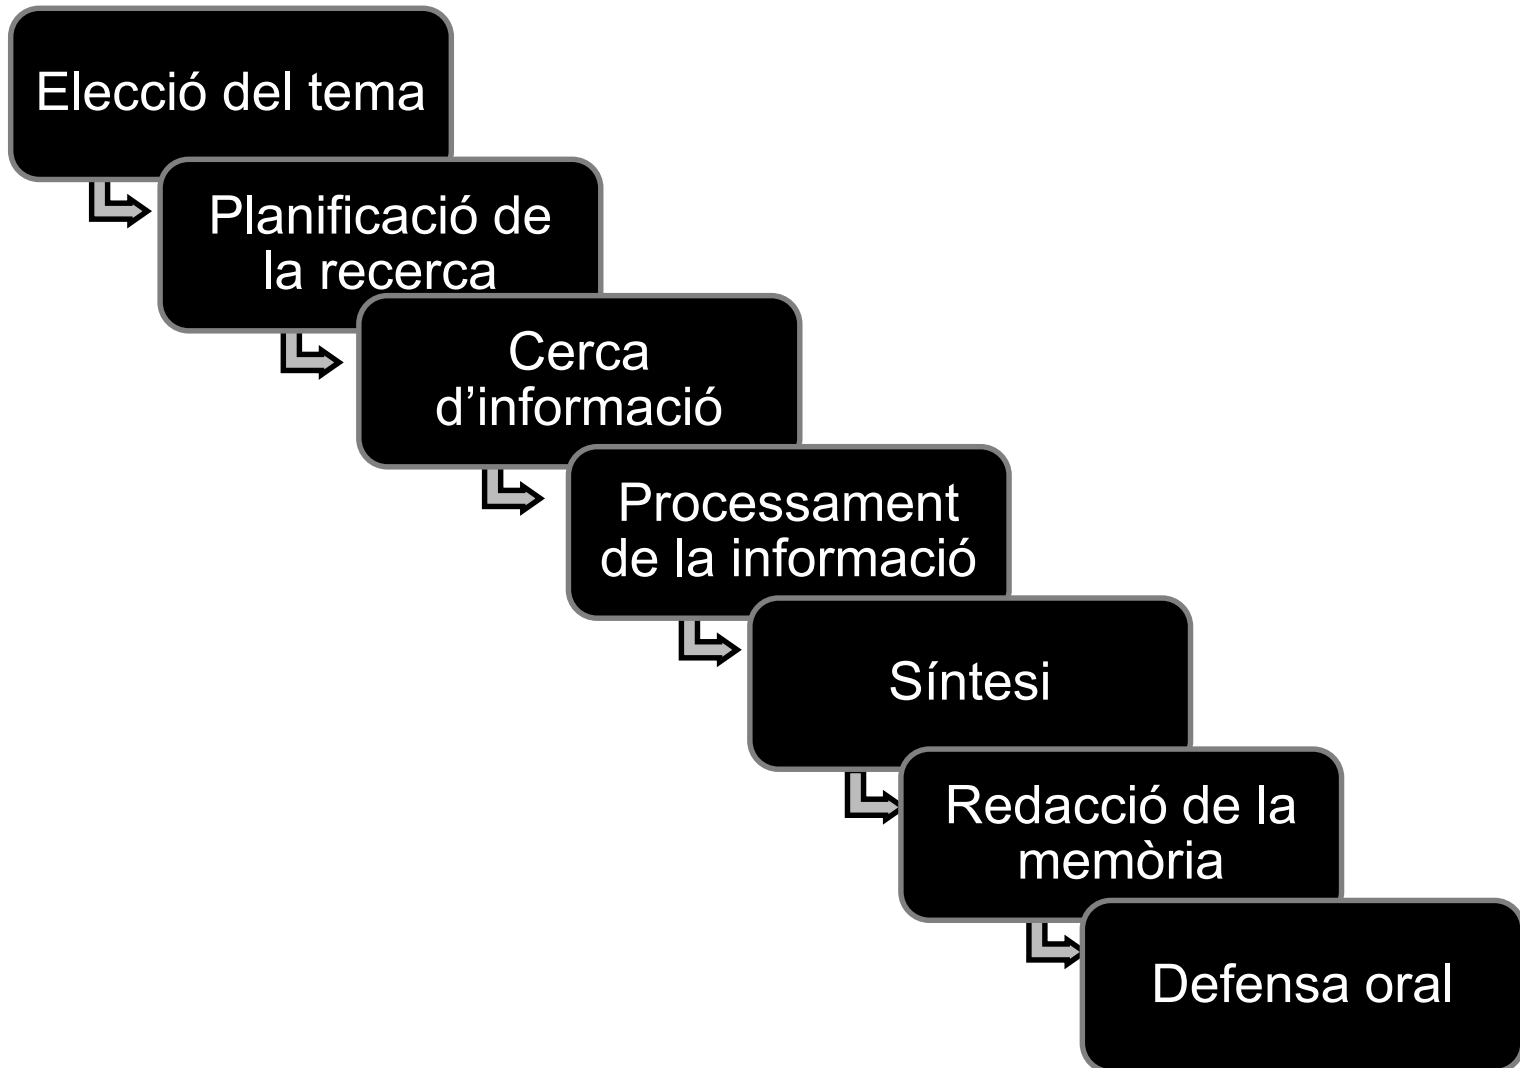 Elecció del tema
Planificació de
la recerca
Cerca
d’informació
Processament
de la informació
Síntesi
Redacció de la
memòria
Defensa oral